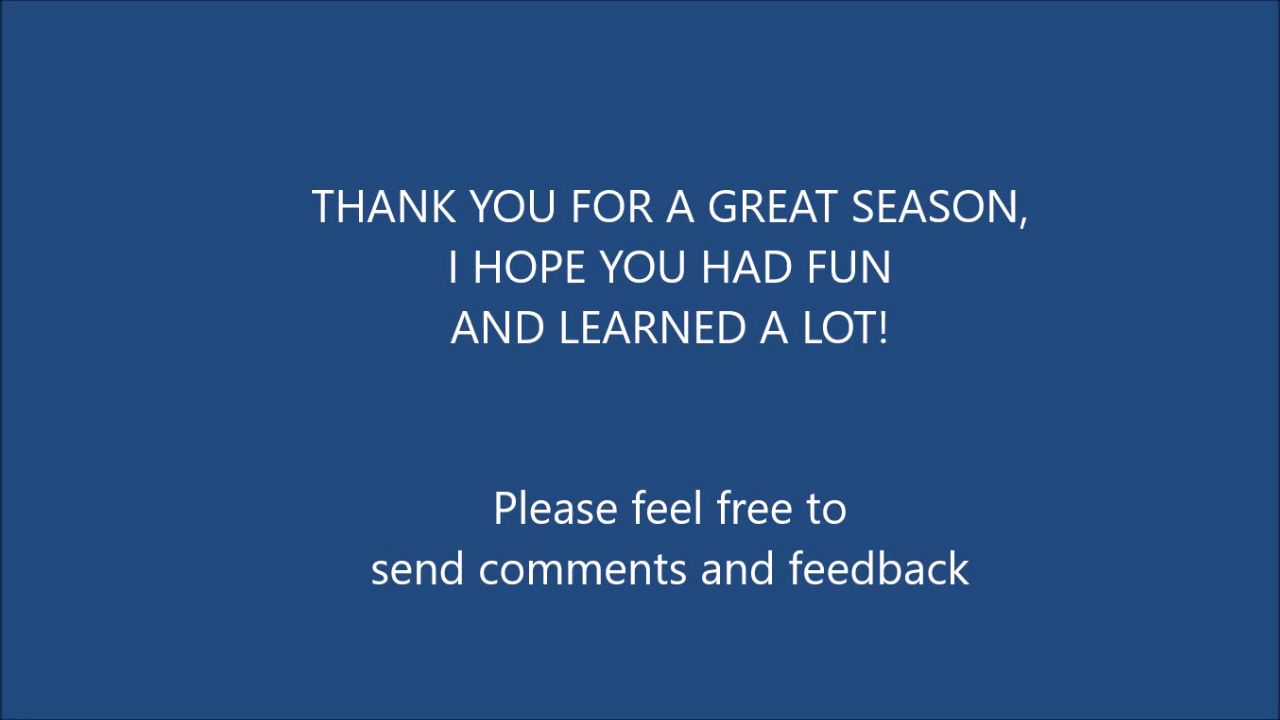 THANK YOU FOR A GREAT SEASON,
I HOPE YOU HAD FUN
AND LEARNED A LOT!
Please feel free to
send comments and feedback